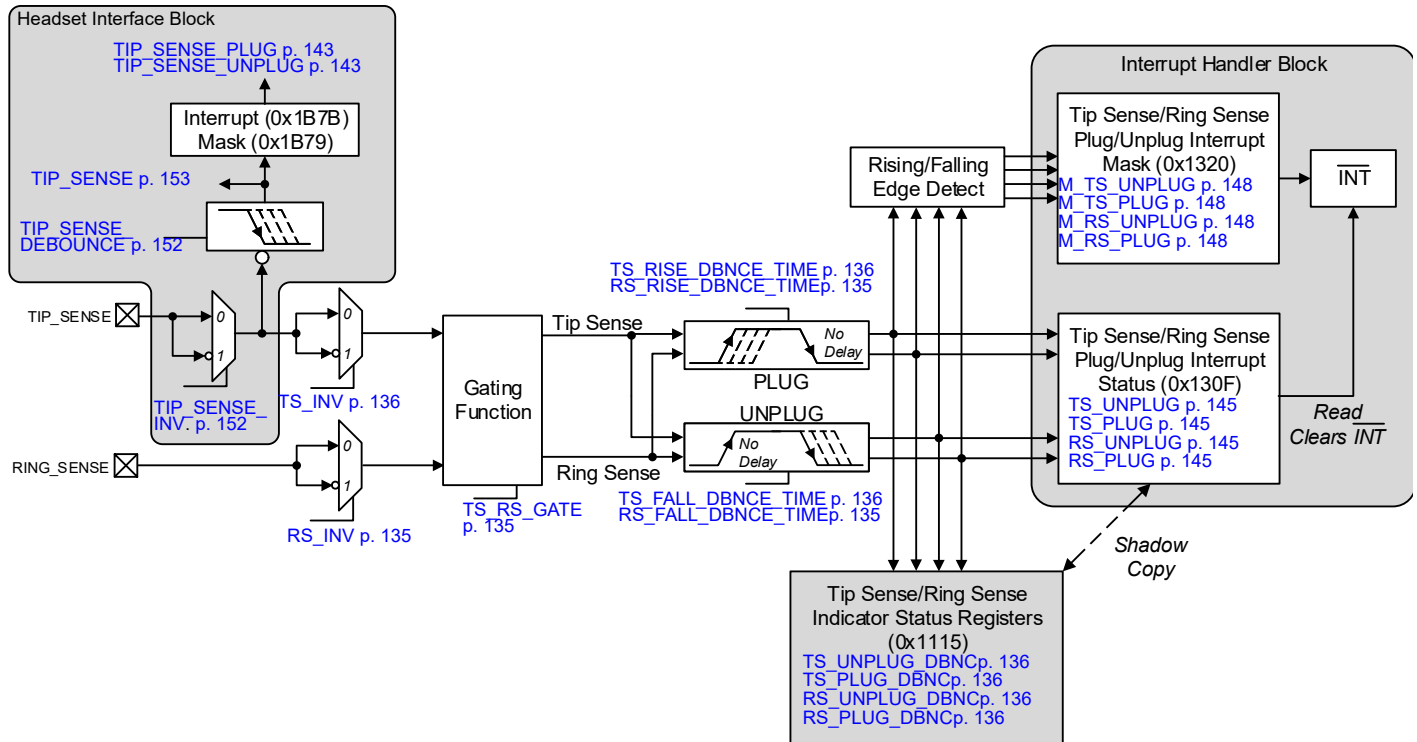 Headset Interface Block
TIP_SENSE_PLUG p. 143
TIP_SENSE_UNPLUG p. 143
Interrupt (0x1B7B)
Mask (0x1B79)
TIP_SENSE p. 153
TIP_SENSE_
DEBOUNCE p. 152
TIP_SENSE
0
1
TIP_SENSE_
INV. p. 152
0
1
TS_INV p. 136
RING_SENSE
0
1
RS_INV p. 135
Gating
Function
TS_RS_GATE
p. 135
Tip Sense
Ring Sense
TS_RISE_DBNCE_TIME p. 136
RS_RISE_DBNCE_TIMEp. 135
No
Delay
PLUG
UNPLUG
No
Delay
TS_FALL_DBNCE_TIME p. 136
RS_FALL_DBNCE_TIMEp. 135
Rising/Falling
Edge Detect
Interrupt Handler Block
Tip Sense/Ring Sense
Plug/Unplug Interrupt
Mask (0x1320)
M_TS_UNPLUG p. 148
M_TS_PLUG p. 148
M_RS_UNPLUG p. 148
M_RS_PLUG p. 148
INT
Tip Sense/Ring Sense
Plug/Unplug Interrupt
Status (0x130F)
TS_UNPLUG p. 145
TS_PLUG p. 145
RS_UNPLUG p. 145
RS_PLUG p. 145
Read
Clears INT
Shadow
Copy
Tip Sense/Ring Sense
Indicator Status Registers
(0x1115)
TS_UNPLUG_DBNCp. 136
TS_PLUG_DBNCp. 136
RS_UNPLUG_DBNCp. 136
RS_PLUG_DBNCp. 136